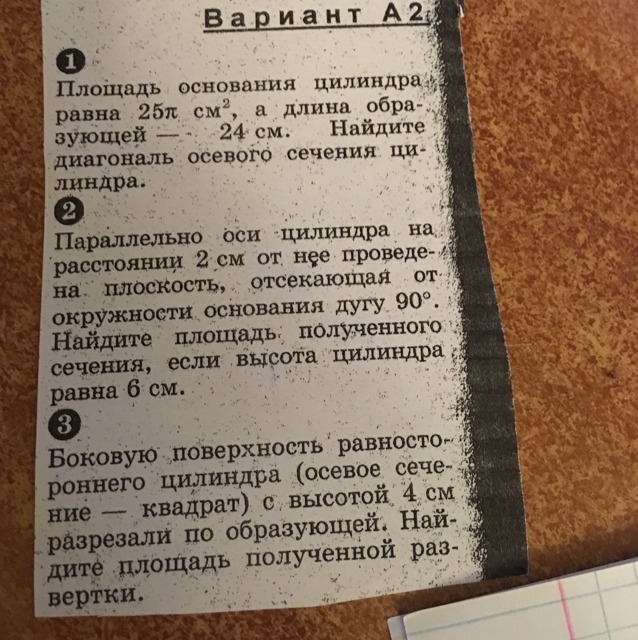 Вариант А2
1
Площадь основания цилиндра
равна 25π см², а длина обра-
зующей — 24 см. Найдите
диагональ осевого сечения ци-
линдра.
2
Параллельно оси цилиндра на
расстоянии 2 см от нее проведе-
на плоскость, отсекающая от
окружности основания дугу 90°.
Найдите площадь полученного
сечения, если высота цилиндра
равна 6 см.
3
Боковую поверхность равносто-
роннего цилиндра (осевое сече-
ние — квадрат) с высотой 4 см
разрезали по образующей. Най-
дите площадь полученной раз-
вертки.